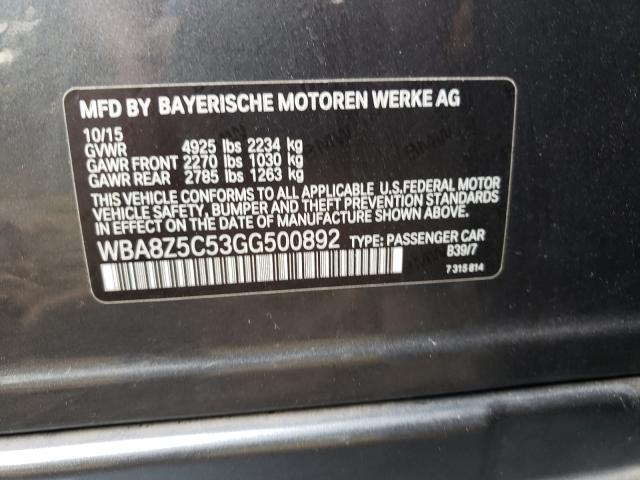 MFD BY BAYERISCHE MOTOREN WERKE AG
10/15
GVWR 4925 lbs 2234 kg
GAWR FRONT 2270 lbs 1030 kg
GAWR REAR 2785 lbs 1263 kg
THIS VEHICLE CONFORMS TO ALL APPLICABLE U.S.FEDERAL MOTOR
VEHICLE SAFETY, BUMPER AND THEFT PREVENTION STANDARDS
IN EFFECT ON THE DATE OF MANUFACTURE SHOWN ABOVE.
WBA8Z5C53GG500892 TYPE: PASSENGER CAR
B39/7
7 315 814